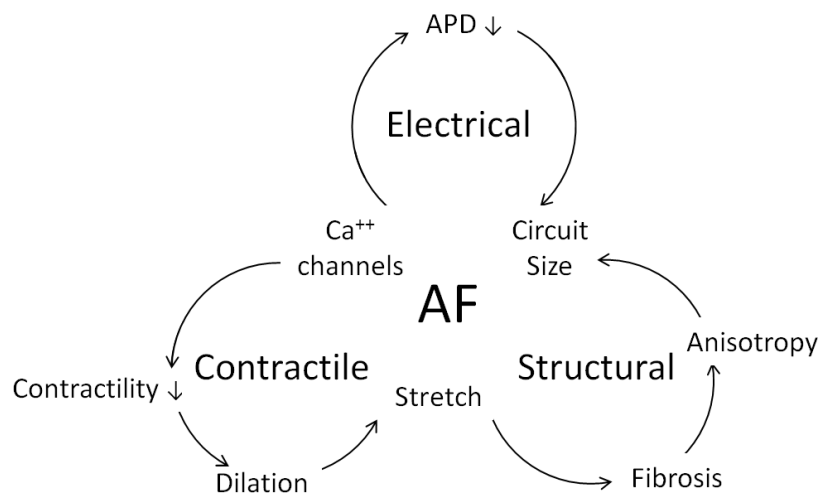 APD ↓
Electrical
Ca⁺⁺
channels
Circuit
Size
AF
Anisotropy
Contractile
Structural
Contractility ↓
Stretch
Dilation
Fibrosis